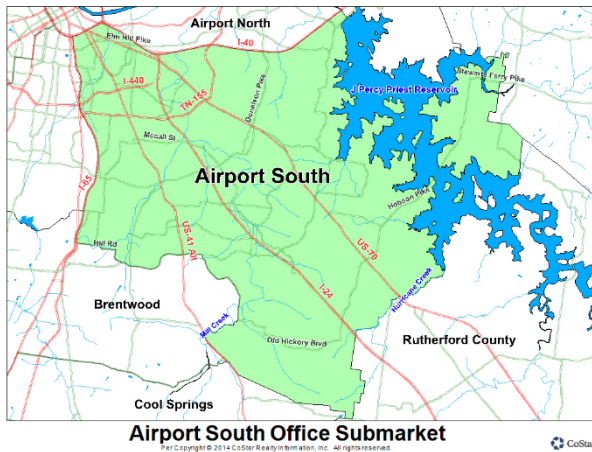 Airport North
Elm Hill Pike
I-40
I-440
Stewarts Ferry Pike
J Percy Priest Reservoir
TN-155
Donelson Pike
Mccall St
Airport South
I-65
Hobson Pike
US-41 Alt
US-70
Hill Rd
I-24
Hurricane Creek
Brentwood
Mill Creek
Old Hickory Blvd
Rutherford County
Cool Springs
Airport South Office Submarket
Per Copyright © 2014 CoStar Realty Information, Inc. All rights reserved.
CoStar